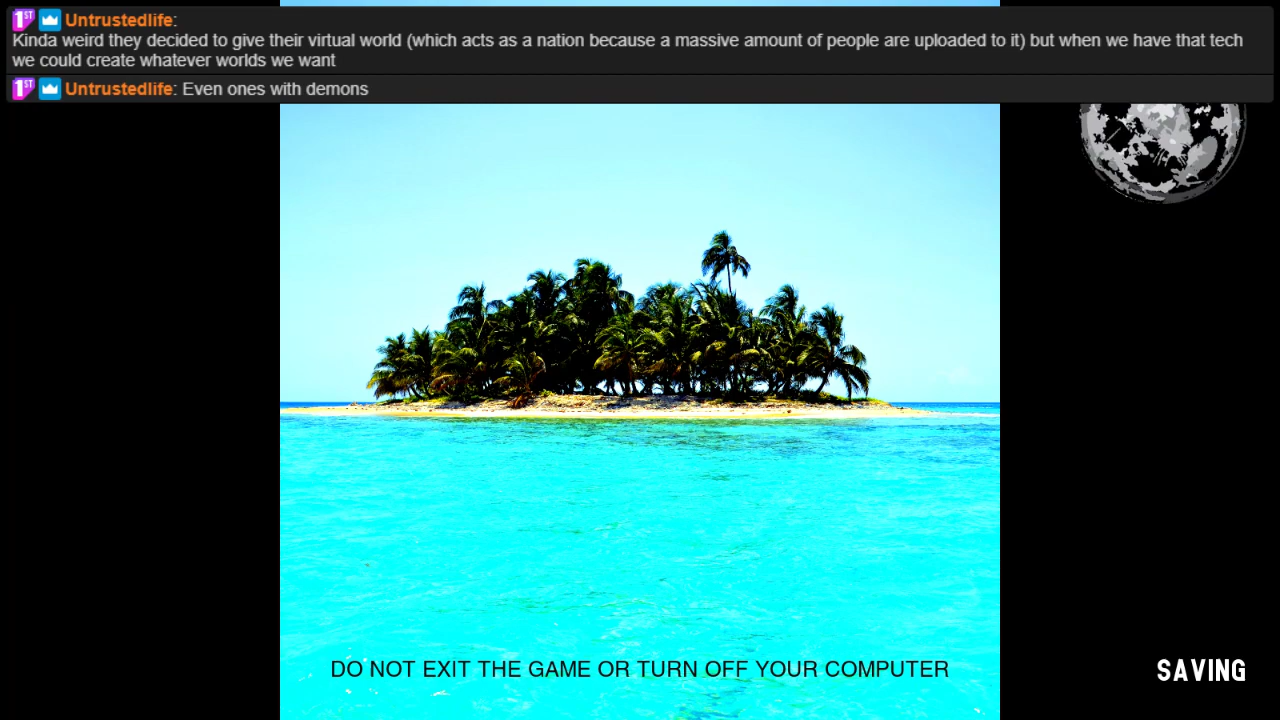 1ST Untrustedlife:
Kinda weird they decided to give their virtual world (which acts as a nation because a massive amount of people are uploaded to it) but when we have that tech
we could create whatever worlds we want
1ST Untrustedlife: Even ones with demons
DO NOT EXIT THE GAME OR TURN OFF YOUR COMPUTER
SAVING